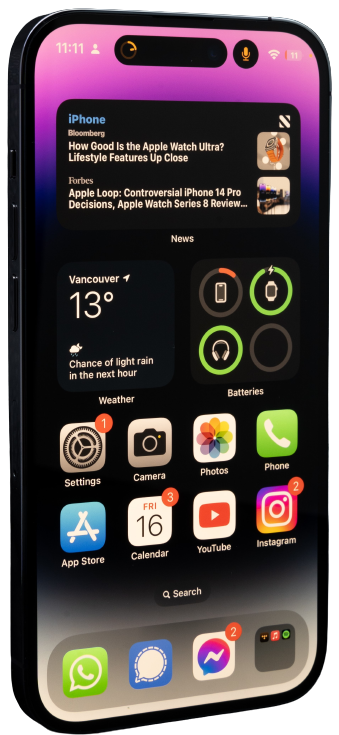 11:11
11
iPhone
Bloomberg
How Good Is the Apple Watch Ultra?
Lifestyle Features Up Close
Forbes
Apple Loop: Controversial iPhone 14 Pro
Decisions, Apple Watch Series 8 Review...
News
Vancouver
13°
Chance of light rain
in the next hour
Weather
Batteries
1
Settings
Camera
Photos
Phone
3
2
FRI
16
App Store
Calendar
YouTube
Instagram
Search
2